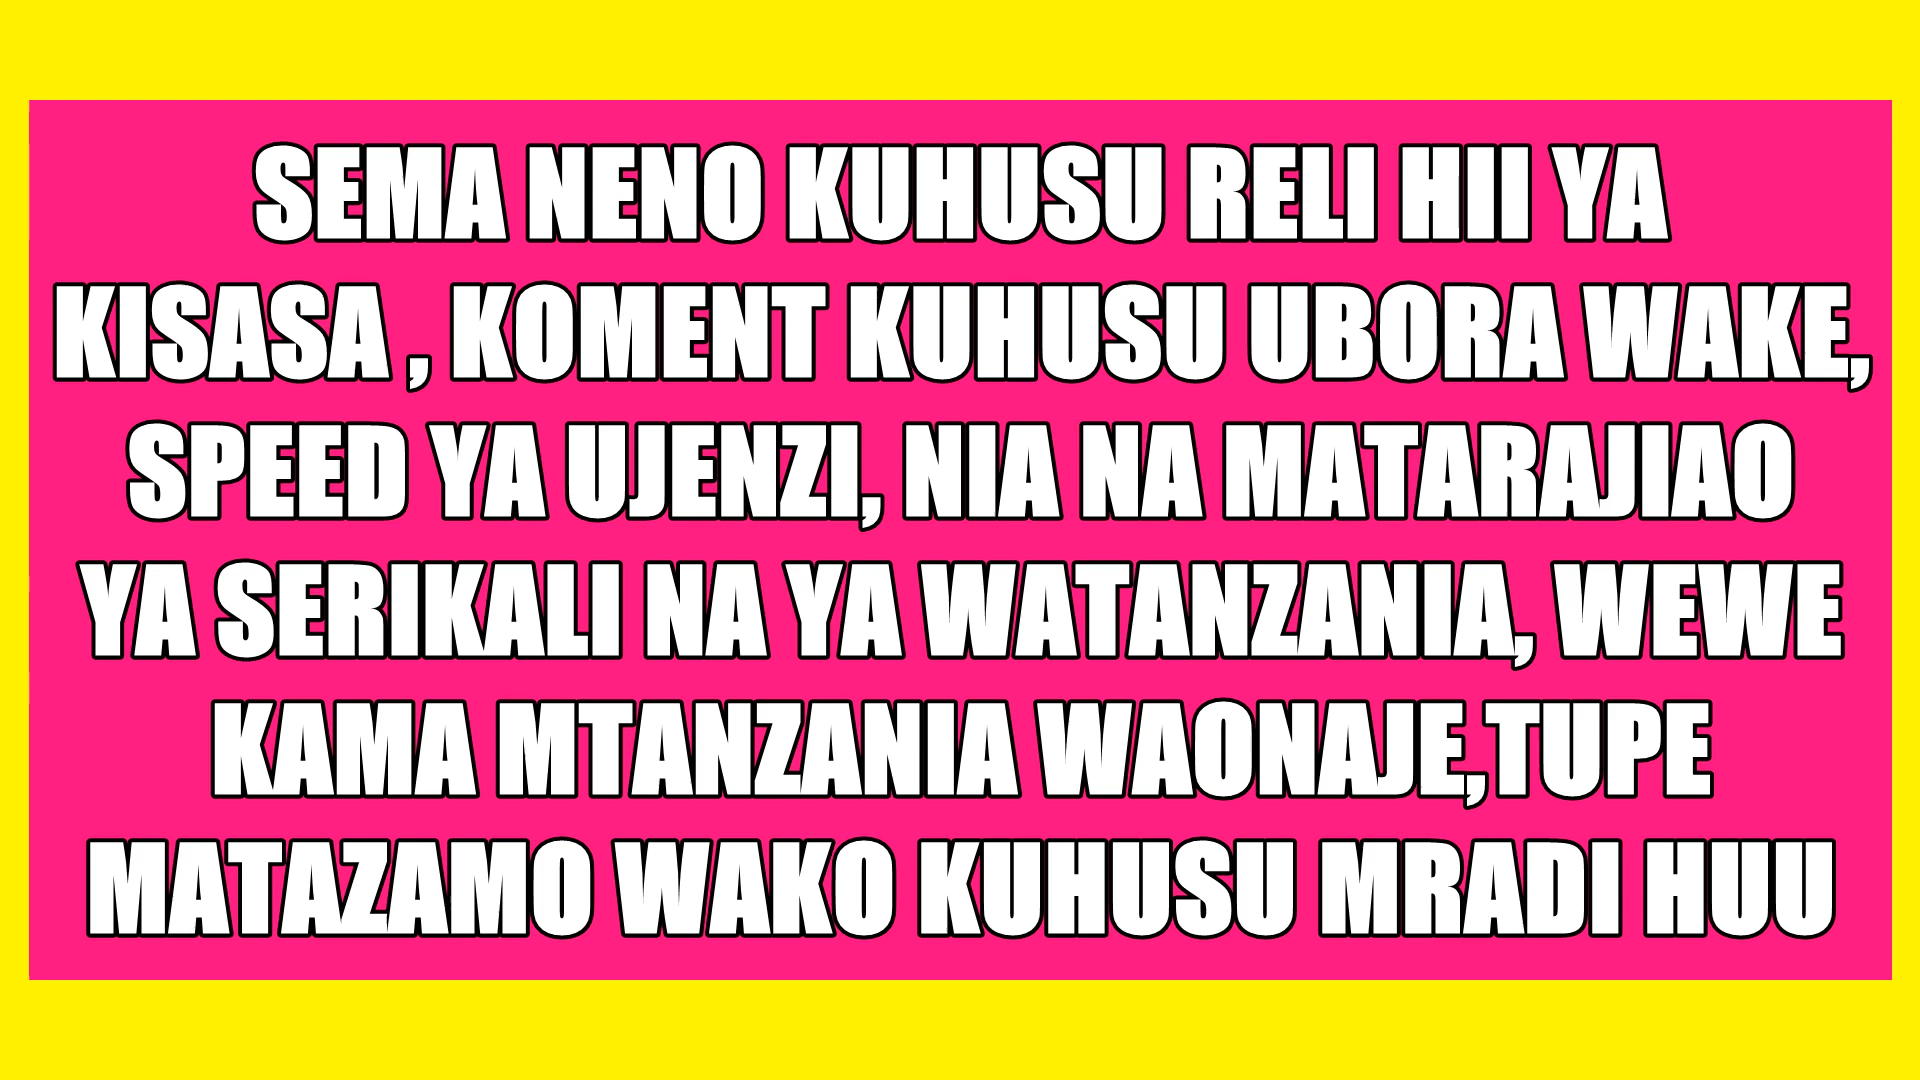 SEMA NENO KUHUSU RELI HII YA
KISASA , KOMENT KUHUSU UBORA WAKE,
SPEED YA UJENZI, NIA NA MATARAJIAO
YA SERIKALI NA YA WATANZANIA, WEWE
KAMA MTANZANIA WAONAJE,TUPE
MATAZAMO WAKO KUHUSU MRADI HUU